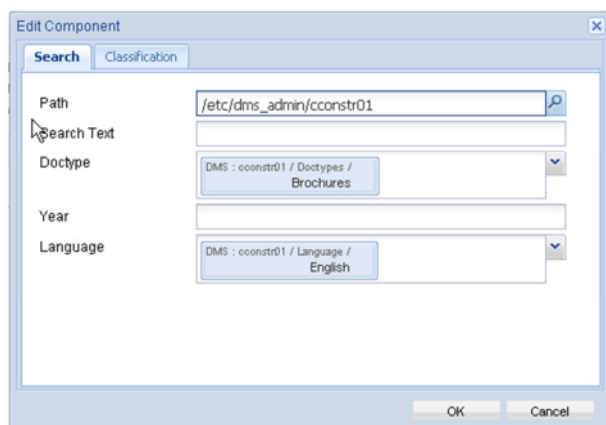 Edit Component
Search Classification
Path /etc/dms_admin/cconstr01
Search Text
Doctype DMS : cconstr01 / Doctypes /
Brochures
Year
Language DMS : cconstr01 / Language /
English
OK Cancel